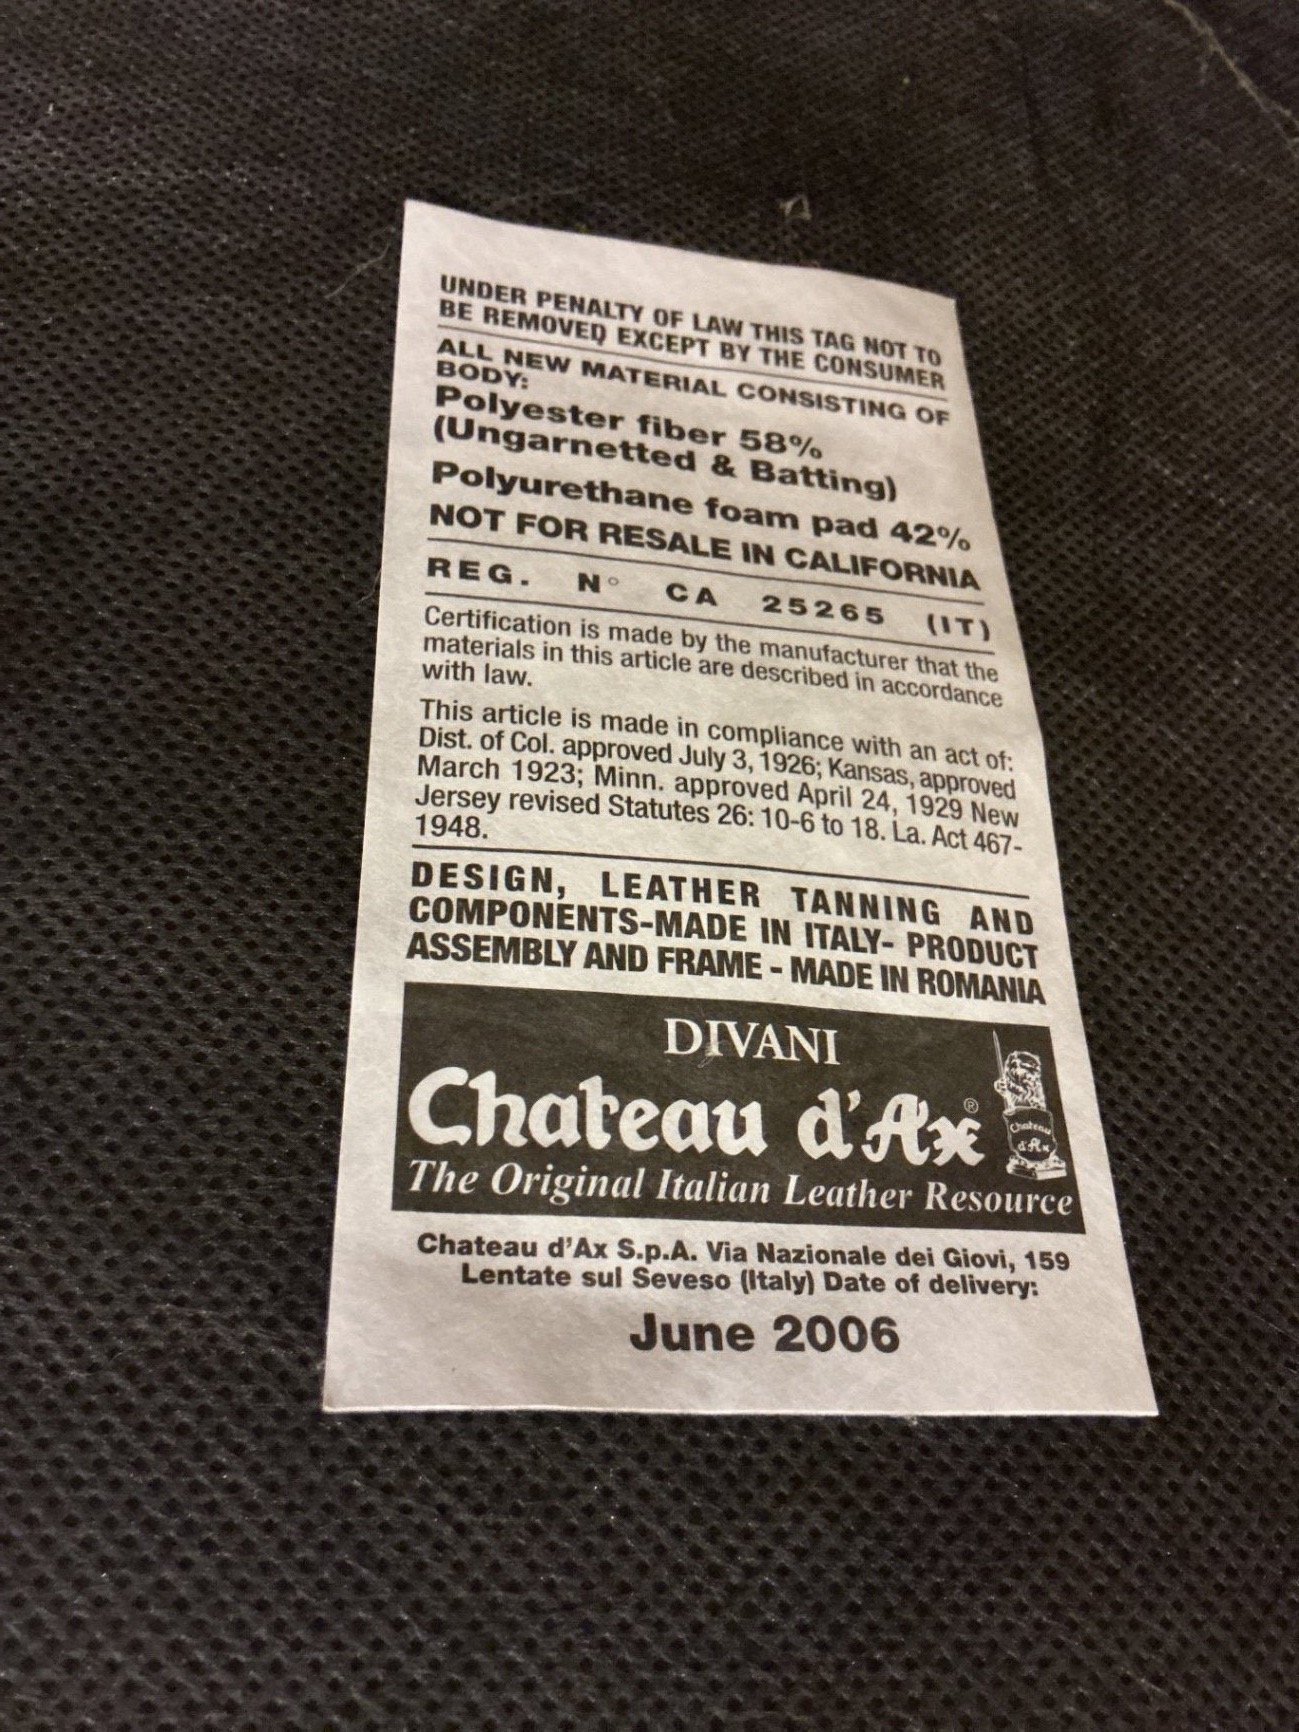 UNDER PENALTY OF LAW THIS TAG NOT TO
BE REMOVED EXCEPT BY THE CONSUMER
ALL NEW MATERIAL CONSISTING OF
BODY:
Polyester fiber 58%
(Ungarnetted & Batting)
Polyurethane foam pad 42%
NOT FOR RESALE IN CALIFORNIA
REG. N° CA 25265 (IT)
Certification is made by the manufacturer that the
materials in this article are described in accordance
with law.
This article is made in compliance with an act of:
Dist. of Col. approved July 3, 1926; Kansas, approved
March 1923; Minn. approved April 24, 1929 New
Jersey revised Statutes 26: 10-6 to 18. La. Act 467-
1948.
DESIGN, LEATHER TANNING AND
COMPONENTS-MADE IN ITALY- PRODUCT
ASSEMBLY AND FRAME - MADE IN ROMANIA
DIVANI
Chateau d'Ax®
Chateau
d'Ax
The Original Italian Leather Resource
Chateau d'Ax S.p.A. Via Nazionale dei Giovi, 159
Lentate sul Seveso (Italy) Date of delivery:
June 2006